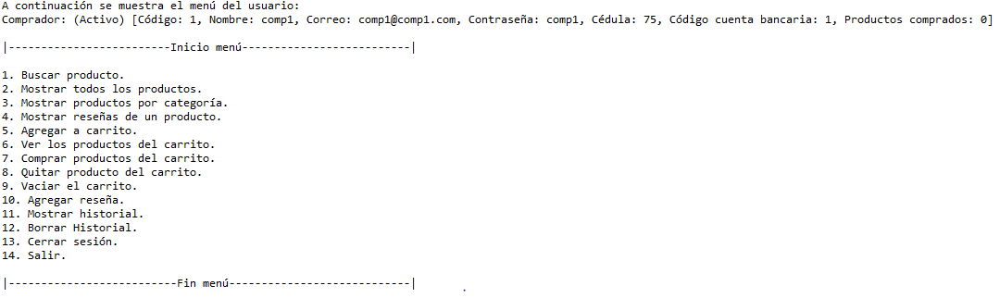 A continuación se muestra el menú del usuario:
Comprador: (Activo) [Código: 1, Nombre: comp1, Correo: comp1@comp1.com, Contraseña: comp1, Cédula: 75, Código cuenta bancaria: 1, Productos comprados: 0]
|-------------------------Inicio menú--------------------------|
1. Buscar producto.
2. Mostrar todos los productos.
3. Mostrar productos por categoría.
4. Mostrar reseñas de un producto.
5. Agregar a carrito.
6. Ver los productos del carrito.
7. Comprar productos del carrito.
8. Quitar producto del carrito.
9. Vaciar el carrito.
10. Agregar reseña.
11. Mostrar historial.
12. Borrar Historial.
13. Cerrar sesión.
14. Salir.
|--------------------------Fin menú----------------------------|